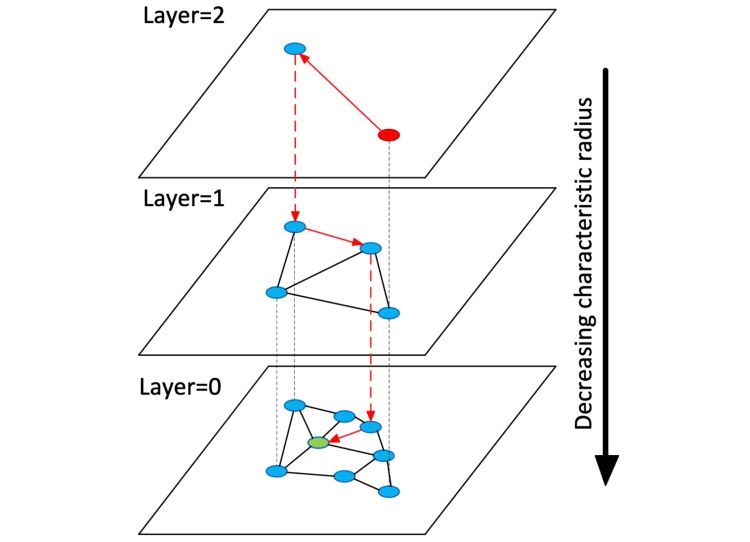 Layer=2
Layer=1
Layer=0
Decreasing characteristic radius